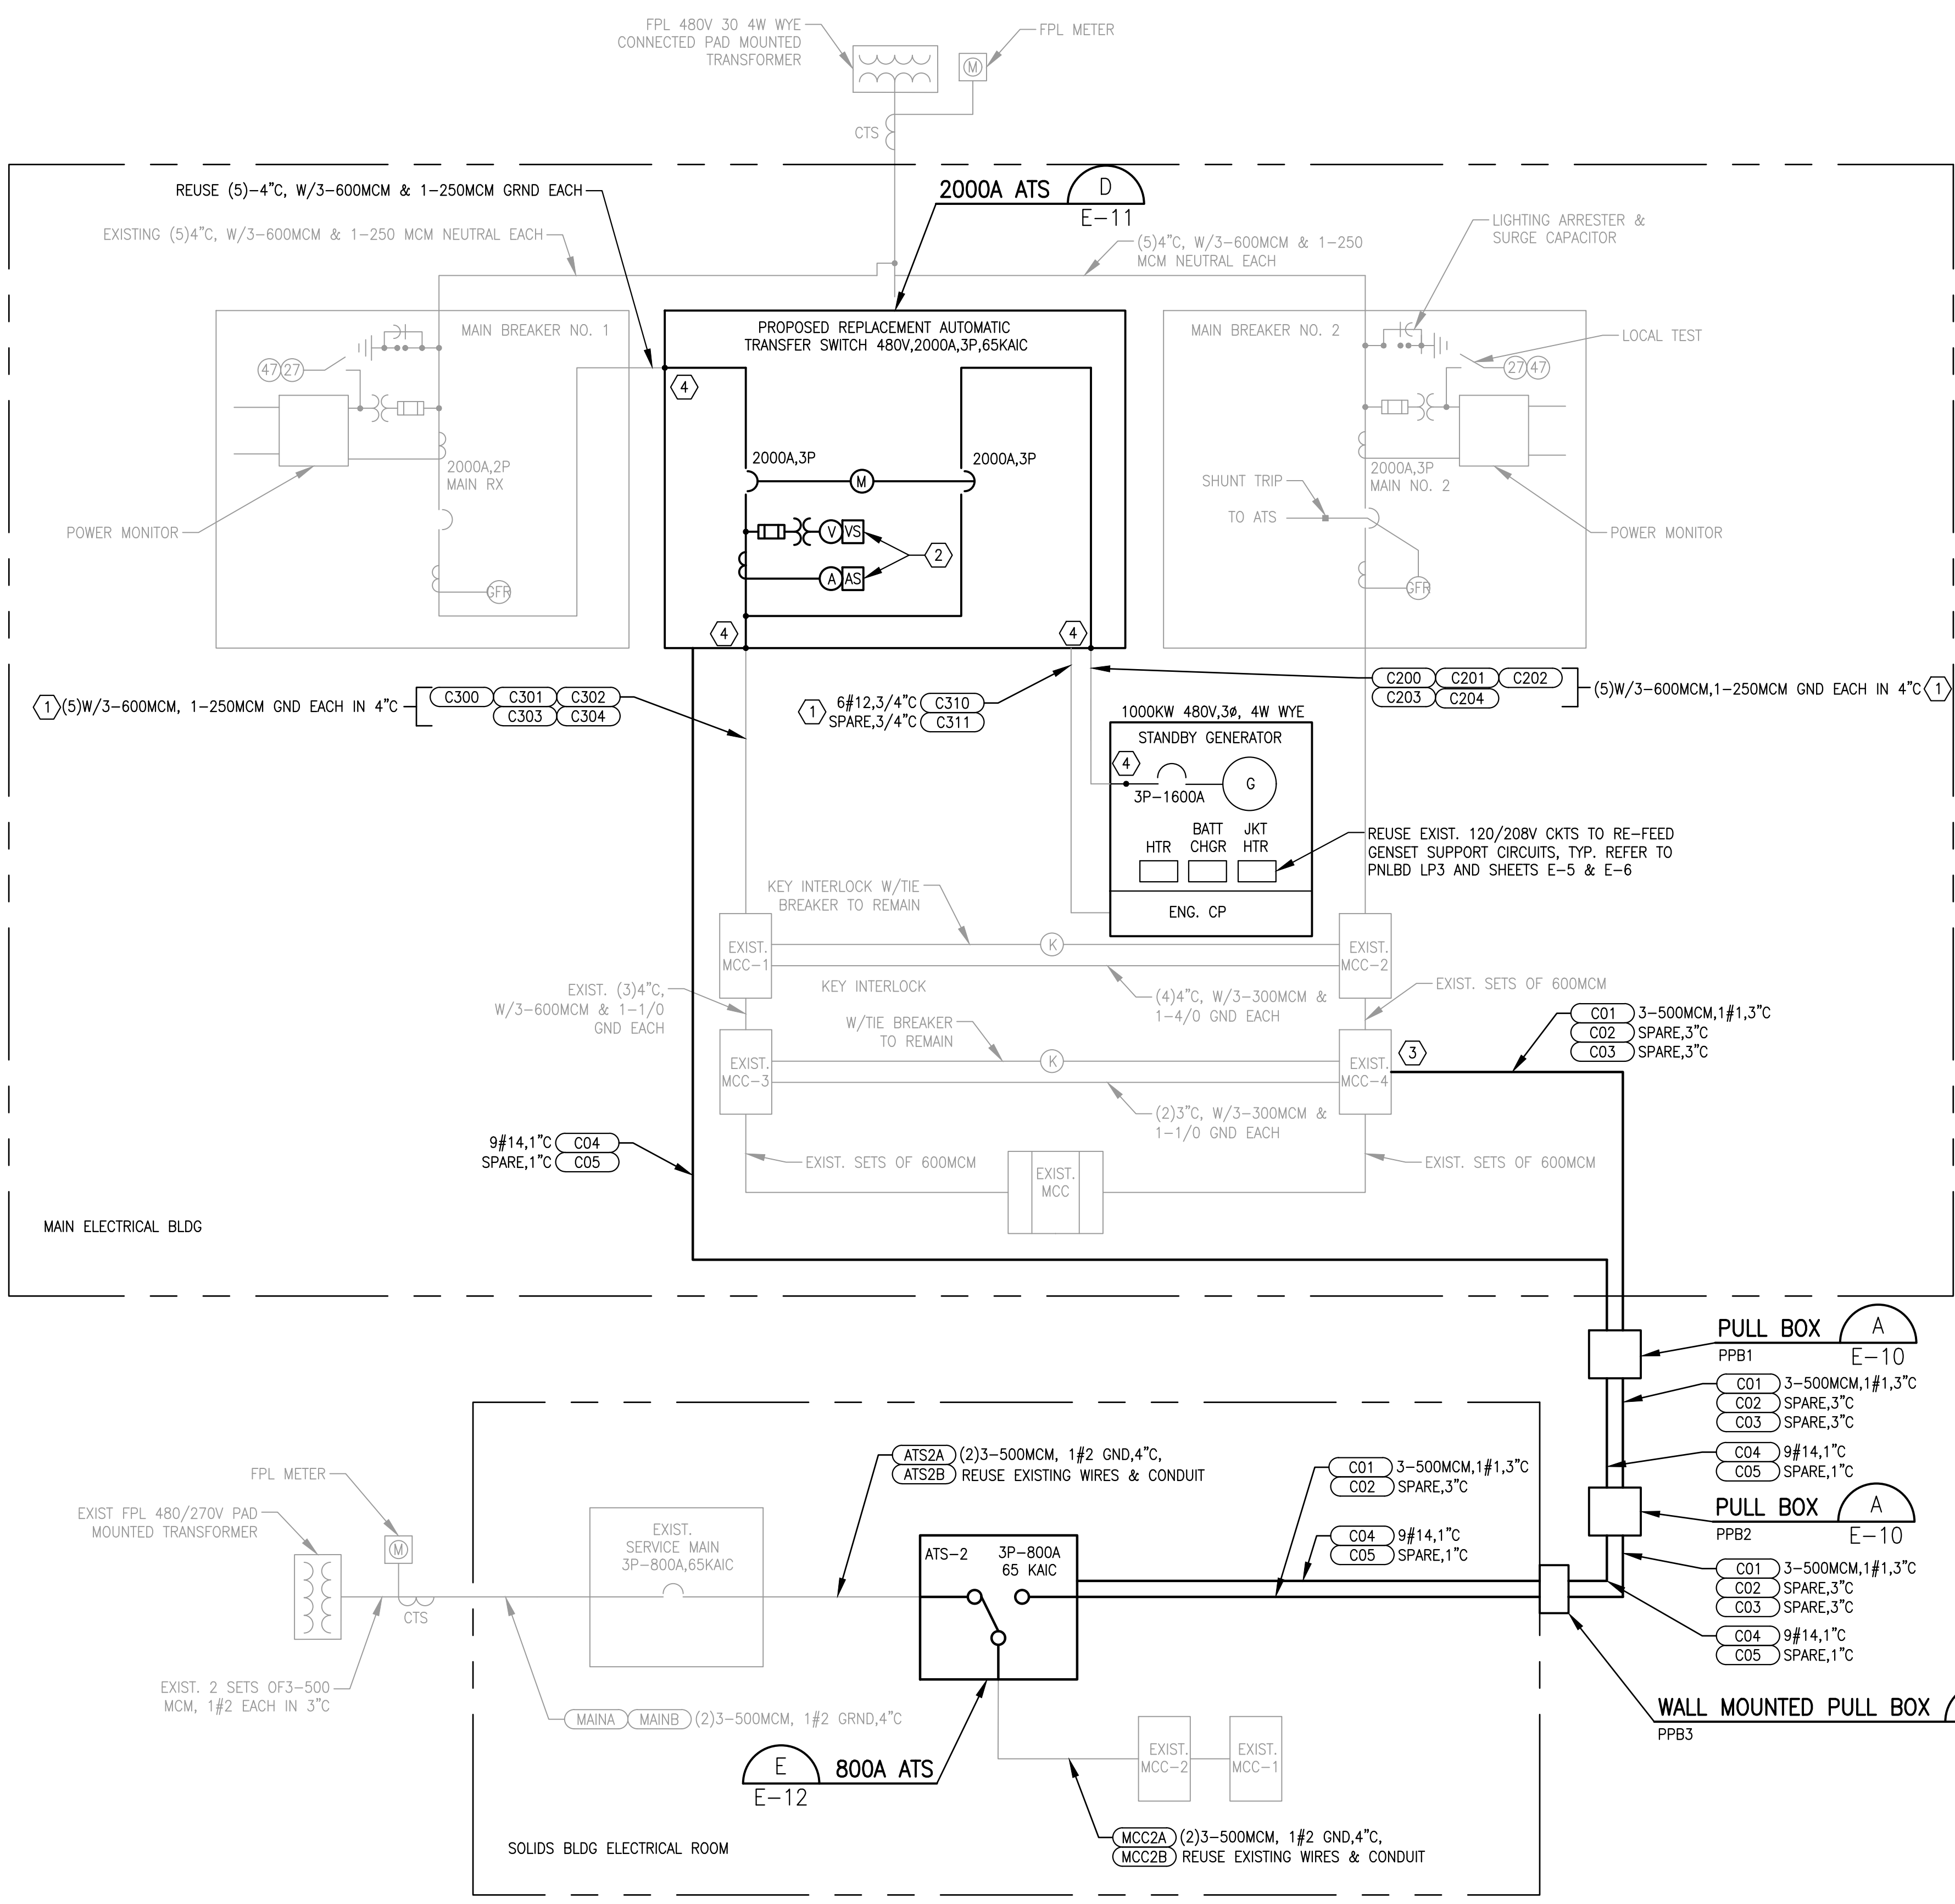 FPL 480V 30 4W WYE
CONNECTED PAD MOUNTED
TRANSFORMER
M
FPL METER
CTS
REUSE (5)-4"C, W/3-600MCM & 1-250MCM GRND EACH
2000A ATS
D
E-11
EXISTING (5)4"C, W/3-600MCM & 1-250 MCM NEUTRAL EACH
(5)4"C, W/3-600MCM & 1-250
MCM NEUTRAL EACH
LIGHTING ARRESTER &
SURGE CAPACITOR
MAIN BREAKER NO. 1
47
27
2000A,2P
MAIN RX
POWER MONITOR
GFR
PROPOSED REPLACEMENT AUTOMATIC
TRANSFER SWITCH 480V,2000A,3P,65KAIC
4
2000A,3P
M
2000A,3P
V
VS
A
AS
2
4
4
MAIN BREAKER NO. 2
LOCAL TEST
27
47
2000A,3P
MAIN NO. 2
SHUNT TRIP
TO ATS
POWER MONITOR
GFR
1
(5)W/3-600MCM, 1-250MCM GND EACH IN 4"C
C300
C301
C302
C303
C304
1
6#12,3/4"C
C310
SPARE,3/4"C
C311
C200
C201
C202
C203
C204
(5)W/3-600MCM,1-250MCM GND EACH IN 4"C
1
1000KW 480V,3ø, 4W WYE
STANDBY GENERATOR
4
3P-1600A
G
HTR
BATT
CHGR
JKT
HTR
ENG. CP
REUSE EXIST. 120/208V CKTS TO RE-FEED
GENSET SUPPORT CIRCUITS, TYP. REFER TO
PNLBD LP3 AND SHEETS E-5 & E-6
KEY INTERLOCK W/TIE
BREAKER TO REMAIN
K
EXIST.
MCC-1
EXIST.
MCC-2
KEY INTERLOCK
EXIST. (3)4"C,
W/3-600MCM & 1-1/0
GND EACH
(4)4"C, W/3-300MCM &
1-4/0 GND EACH
EXIST. SETS OF 600MCM
W/TIE BREAKER
TO REMAIN
K
EXIST.
MCC-3
EXIST.
MCC-4
3
C01
3-500MCM,1#1,3"C
C02
SPARE,3"C
C03
SPARE,3"C
(2)3"C, W/3-300MCM &
1-1/0 GND EACH
9#14,1"C
C04
SPARE,1"C
C05
EXIST. SETS OF 600MCM
EXIST.
MCC
EXIST. SETS OF 600MCM
MAIN ELECTRICAL BLDG
PULL BOX
A
PPB1
E-10
C01
3-500MCM,1#1,3"C
C02
SPARE,3"C
C03
SPARE,3"C
C04
9#14,1"C
C05
SPARE,1"C
PULL BOX
A
PPB2
E-10
C01
3-500MCM,1#1,3"C
C02
SPARE,3"C
C03
SPARE,3"C
C04
9#14,1"C
C05
SPARE,1"C
WALL MOUNTED PULL BOX
PPB3
FPL METER
EXIST FPL 480/270V PAD
MOUNTED TRANSFORMER
M
CTS
EXIST. 2 SETS OF3-500
MCM, 1#2 EACH IN 3"C
EXIST.
SERVICE MAIN
3P-800A,65KAIC
MAINA
MAINB
(2)3-500MCM, 1#2 GRND,4"C
ATS2A
(2)3-500MCM, 1#2 GND,4"C,
ATS2B
REUSE EXISTING WIRES & CONDUIT
ATS-2
3P-800A
65 KAIC
C01
3-500MCM,1#1,3"C
C02
SPARE,3"C
C04
9#14,1"C
C05
SPARE,1"C
E
800A ATS
E-12
EXIST.
MCC-2
EXIST.
MCC-1
MCC2A
(2)3-500MCM, 1#2 GND,4"C,
MCC2B
REUSE EXISTING WIRES & CONDUIT
SOLIDS BLDG ELECTRICAL ROOM